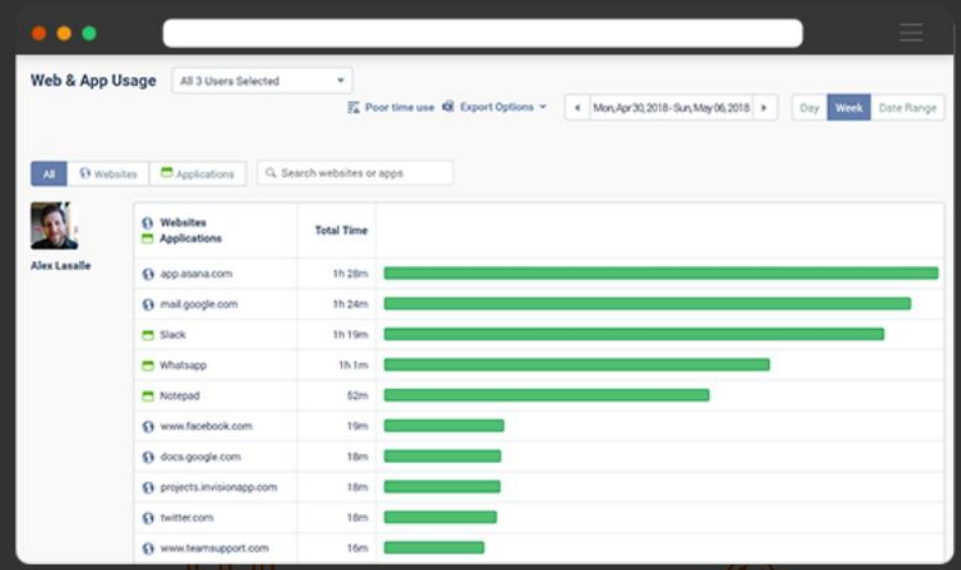 Web & App Usage
All 3 Users Selected
Poor time use Export Options
Mon, Apr 30, 2018-Sun, May 06, 2018
Day Week Date Range
All Websites Applications
Search websites or apps
Alex Lasalle
Websites
Applications
Total Time
app.asana.com 1h 28m
mail.google.com 1h 24m
Slack 1h 19m
Whatsapp 1h 1m
Notepad 52m
www.facebook.com 19m
docs.google.com 18m
projects.invisionapp.com 18m
twitter.com 18m
www.teamsupport.com 16m